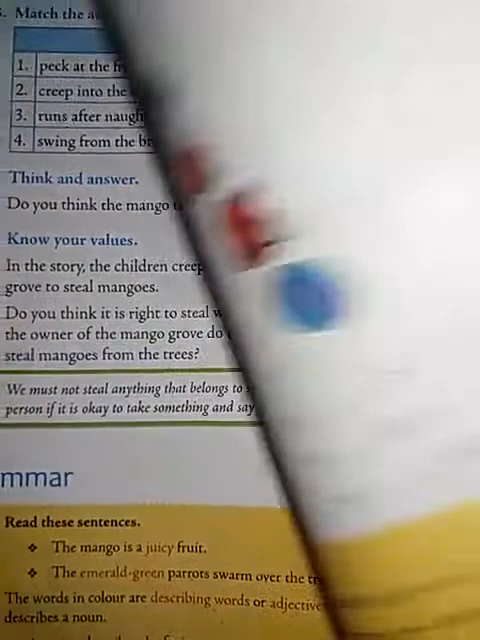 Match the
1. peck at the
2. creep into the
3. runs after
4. swing from the
Think and answer.
Do you think the mango
Know your values.
In the story, the children creep
grove to steal mangoes.
Do you think it is right to steal
the owner of the mango grove do
steal mangoes from the trees?
We must not steal anything that belongs to
person if it is okay to take something and say
mmar
Read these sentences.
❖ The mango is a juicy fruit.
❖ The emerald-green parrots swarm over the
The words in colour are describing words or
describes a noun.